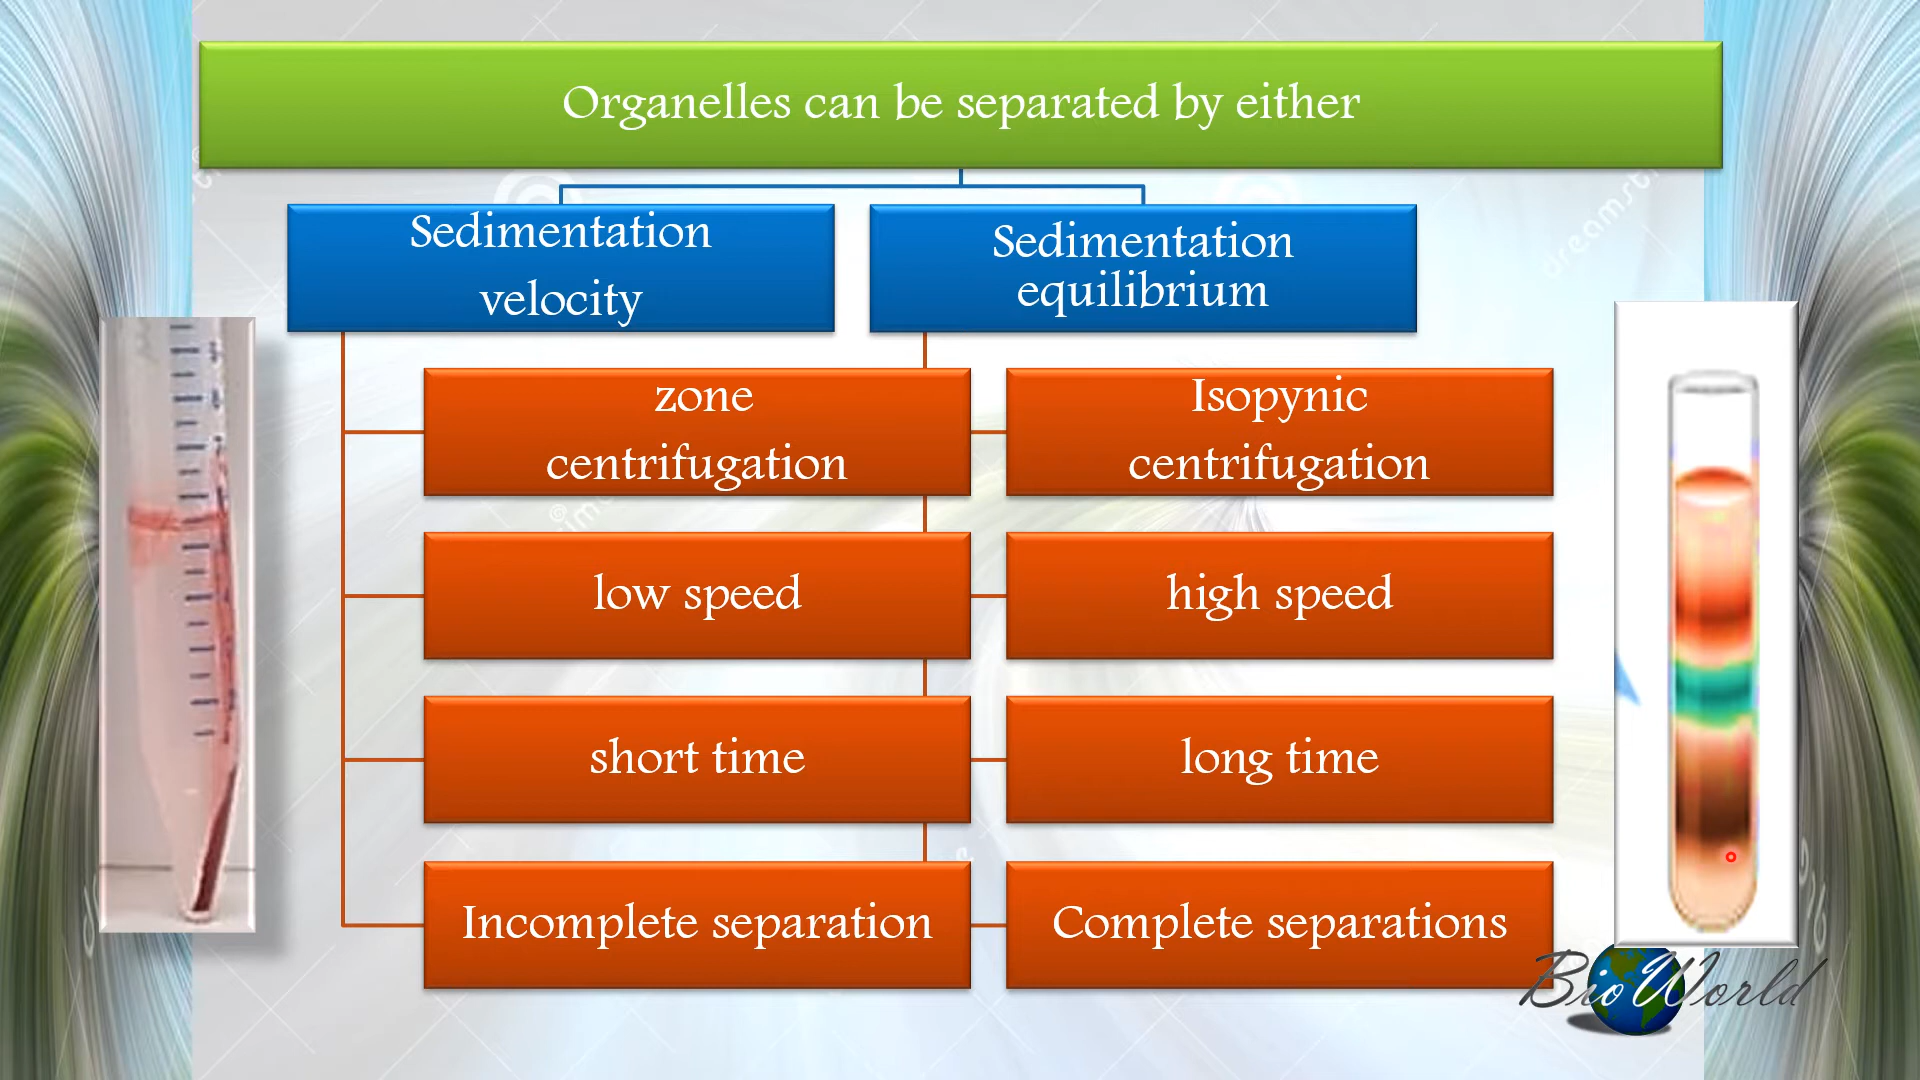 Organelles can be separated by either
Sedimentation
velocity
Sedimentation
equilibrium
zone
centrifugation
Isopynic
centrifugation
low speed
high speed
short time
long time
Incomplete separation
Complete separations
BioWorld
dreamsti